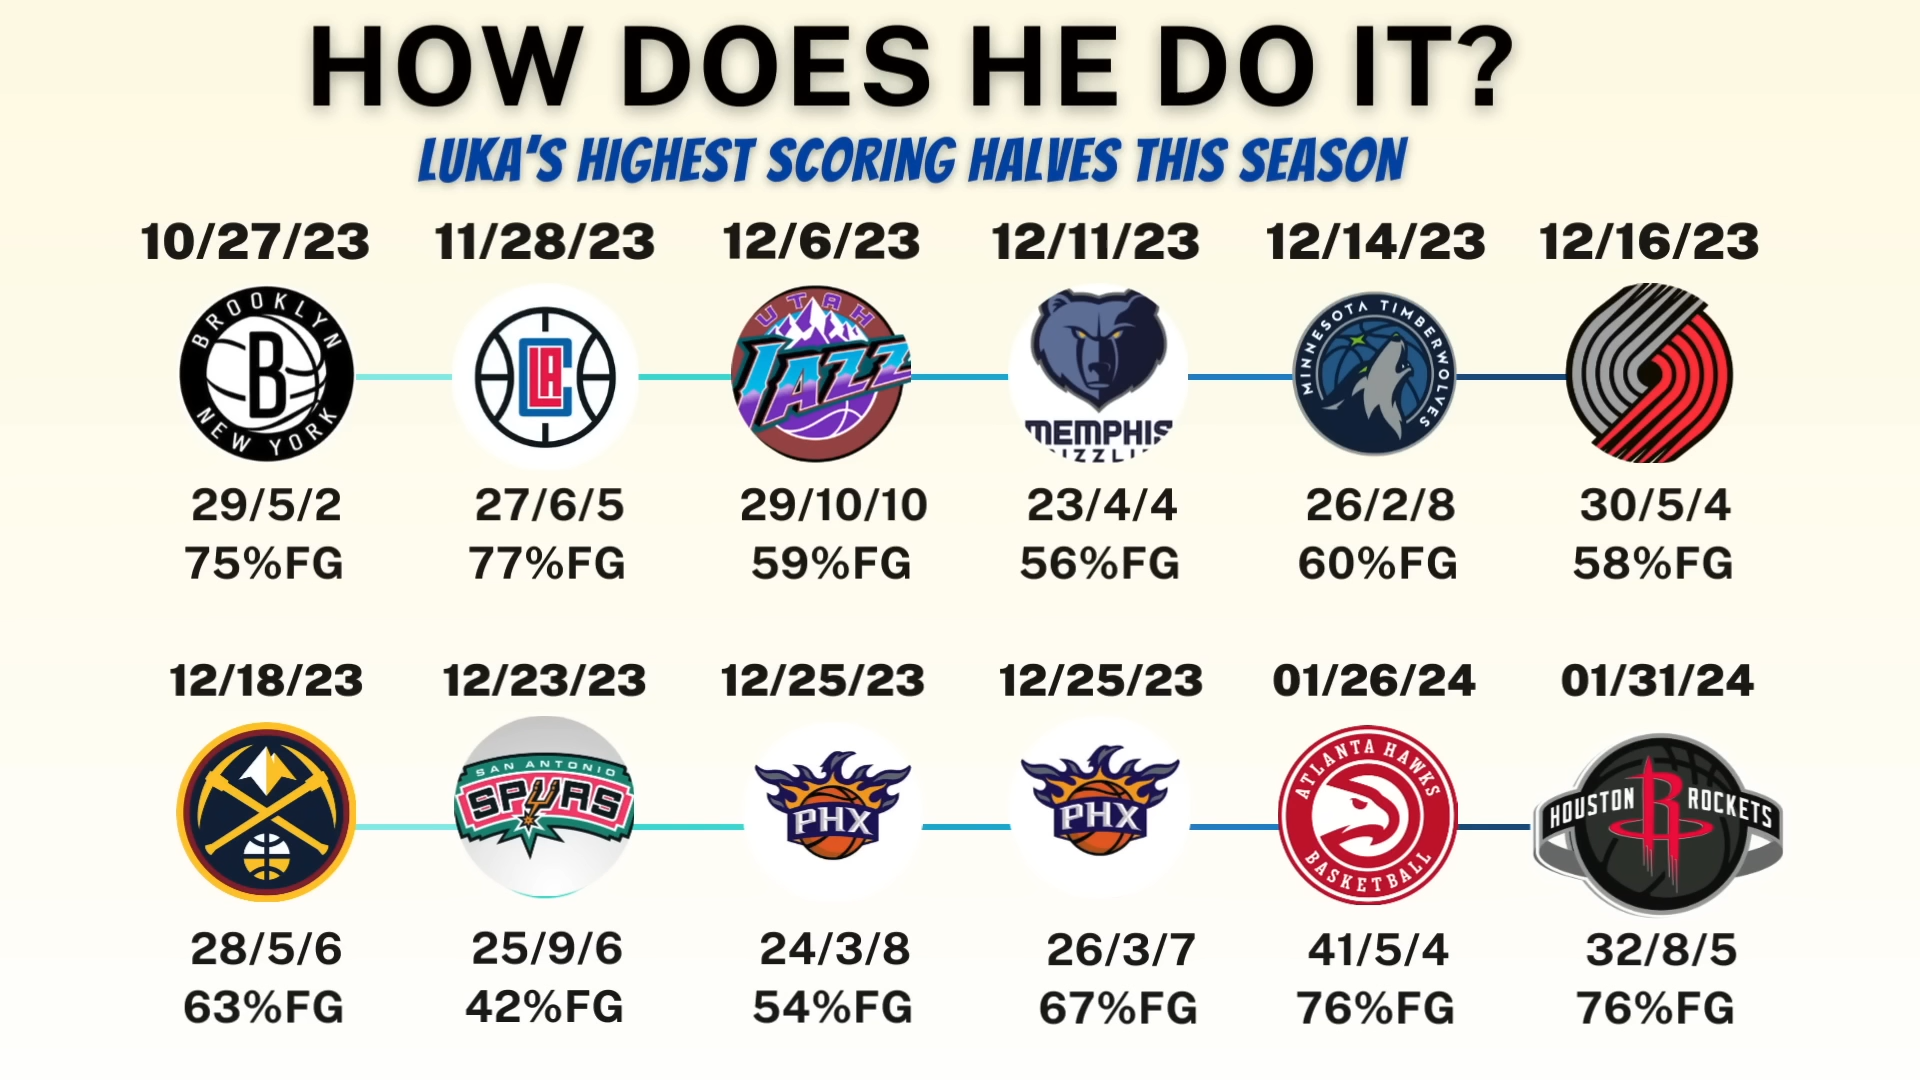 HOW DOES HE DO IT?
LUKA'S HIGHEST SCORING HALVES THIS SEASON
10/27/23 11/28/23 12/6/23 12/11/23 12/14/23 12/16/23
BROOKLYN
B
NEW YORK
LAC
UTAH
JAZZ
MEMPHIS
MINNESOTA TIMBERWOLVES
29/5/2 27/6/5 29/10/10 23/4/4 26/2/8 30/5/4
75%FG 77%FG 59%FG 56%FG 60%FG 58%FG
12/18/23 12/23/23 12/25/23 12/25/23 01/26/24 01/31/24
SAN ANTONIO
SPURS
PHX
PHX
ATLANTA HAWKS
BASKETBALL
HOUSTON R ROCKETS
28/5/6 25/9/6 24/3/8 26/3/7 41/5/4 32/8/5
63%FG 42%FG 54%FG 67%FG 76%FG 76%FG